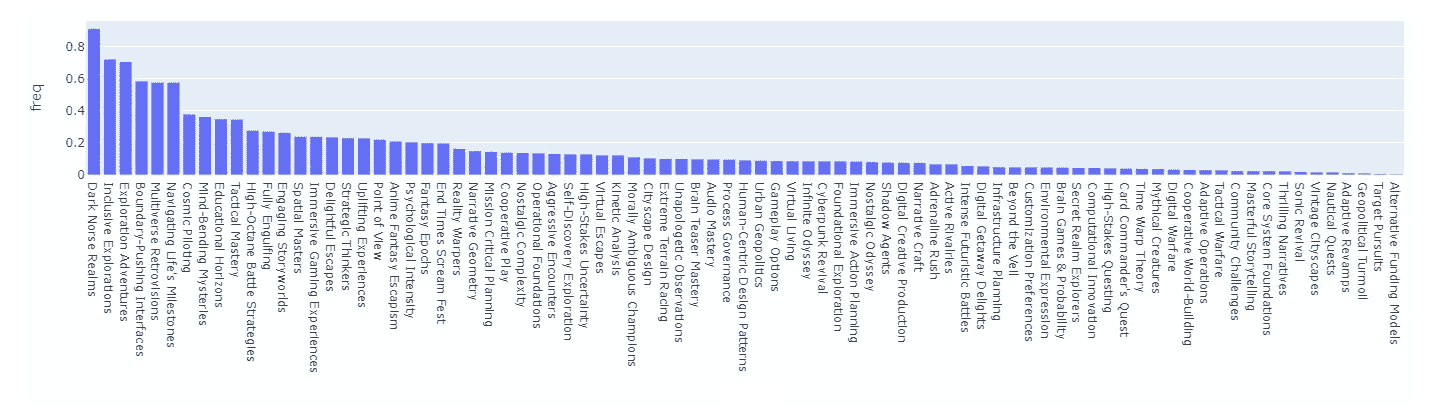 freq
0.8
0.6
0.4
0.2
0
Dark Norse Realms
Inclusive Explorations
Exploration Adventures
Boundary-Pushing Interfaces
Multiverse Retrovisions
Navigating Life's Milestones
Cosmic Piloting
Mind-Bending Mysteries
Educational Horizons
Tactical Mastery
High-Octane Battle Strategies
Fully Engulfing
Engaging Storyworlds
Spatial Masters
Immersive Gaming Experiences
Delightful Escapes
Strategic Thinkers
Uplifting Experiences
Point of View
Anime Fantasy Escapism
Psychological Intensity
Fantasy Epochs
End Times Scream Fest
Reality Warpers
Narrative Geometry
Mission Critical Planning
Cooperative Play
Nostalgic Complexity
Operational Foundations
Aggressive Encounters
Self-Discovery Exploration
High-Stakes Uncertainty
Virtual Escapes
Kinetic Analysis
Morally Ambiguous Champions
Cityscape Design
Extreme Terrain Racing
Unapologetic Observations
Brain Teaser Mastery
Audio Mastery
Process Governance
Human-Centric Design Patterns
Urban Geopolitics
Gameplay Options
Virtual Living
Infinite Odyssey
Cyberpunk Revival
Foundational Exploration
Immersive Action Planning
Nostalgic Odyssey
Shadow Agents
Digital Creative Production
Narrative Craft
Adrenaline Rush
Active Rivalries
Intense Futuristic Battles
Digital Getaway Delights
Infrastructure Planning
Beyond the Veil
Customization Preferences
Environmental Expression
Brain Games & Probability
Secret Realm Explorers
Computational Innovation
High-Stakes Questing
Card Commander's Quest
Time Warp Theory
Mythical Creatures
Digital Warfare
Cooperative World-Building
Adaptive Operations
Tactical Warfare
Community Challenges
Masterful Storytelling
Core System Foundations
Thrilling Narratives
Sonic Revival
Vintage Cityscapes
Nautical Quests
Adaptive Revamps
Geopolitical Turmoil
Target Pursuits
Alternative Funding Models